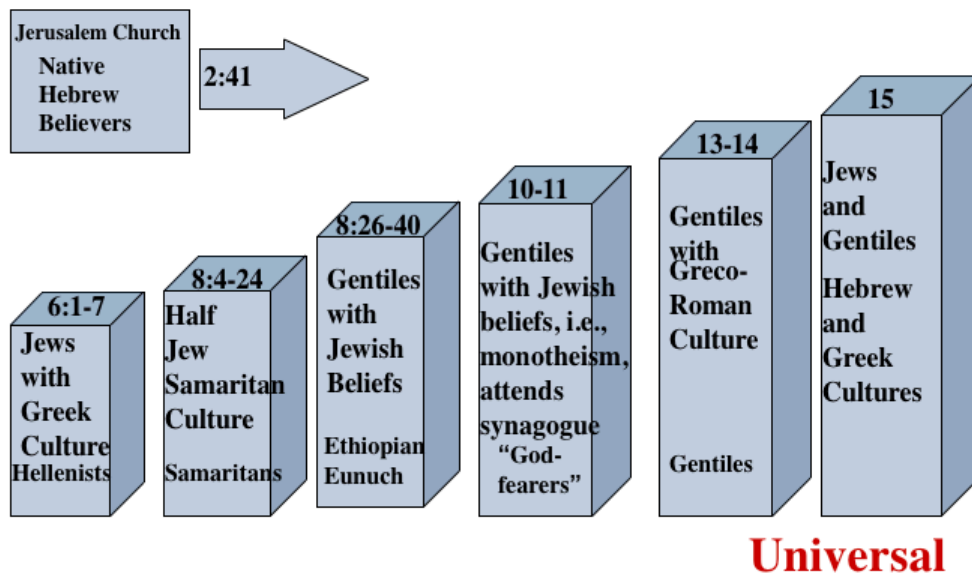 Jerusalem Church
Native
Hebrew
Believers
2:41
6:1-7
Jews
with
Greek
Culture
Hellenists
8:4-24
Half
Jew
Samaritan
Culture
Samaritans
8:26-40
Gentiles
with
Jewish
Beliefs
Ethiopian
Eunuch
10-11
Gentiles
with Jewish
beliefs, i.e.,
monotheism,
attends
synagogue
“God-
fearers”
13-14
Gentiles
with
Greco-
Roman
Culture
Gentiles
15
Jews
and
Gentiles
Hebrew
and
Greek
Cultures
Universal